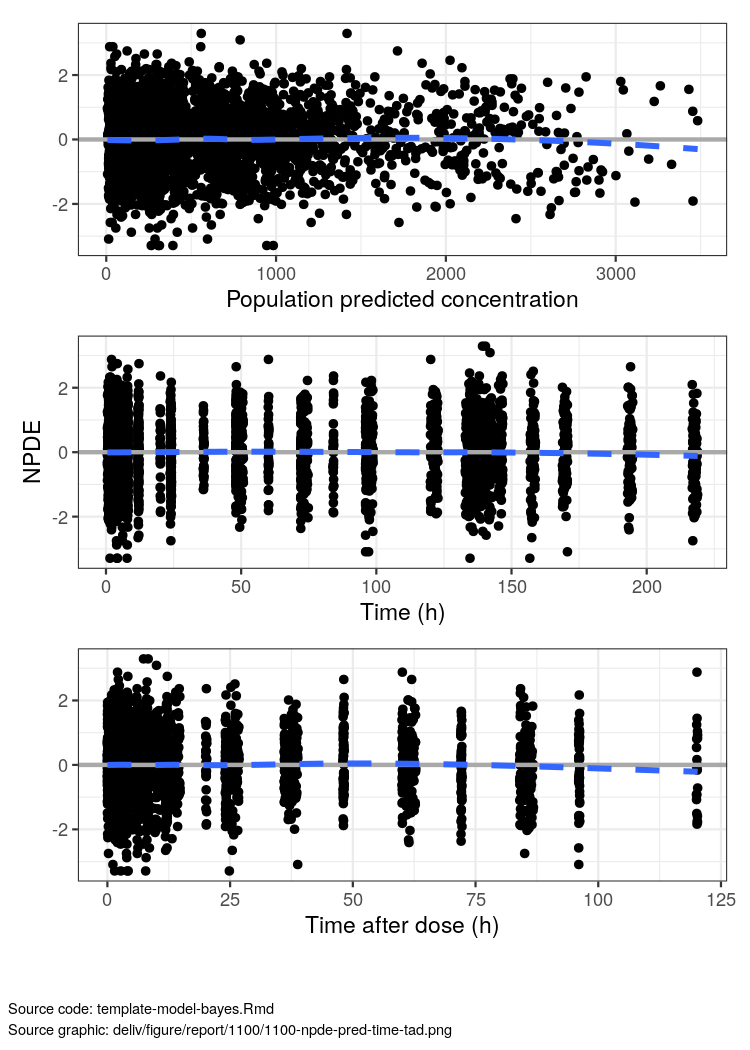 2
0
-2
0 1000 2000 3000
Population predicted concentration
2
0
-2
0 50 100 150 200
Time (h)
NPDE
2
0
-2
0 25 50 75 100 125
Time after dose (h)
Source code: template-model-bayes.Rmd
Source graphic: deliv/figure/report/1100/1100-npde-pred-time-tad.png